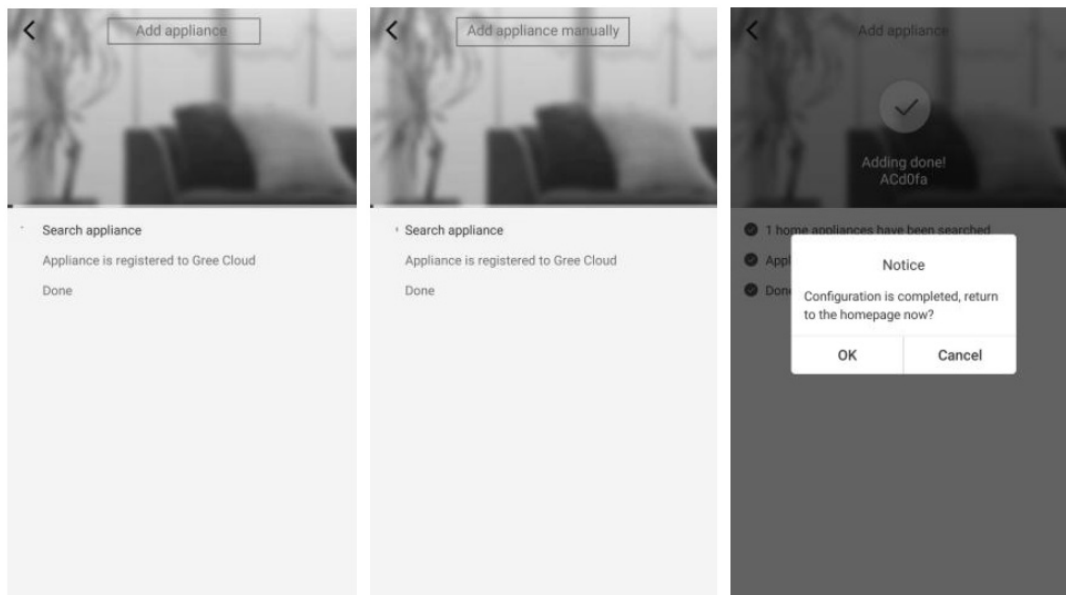 Add appliance
Search appliance
Appliance is registered to Gree Cloud
Done
Add appliance manually
Search appliance
Appliance is registered to Gree Cloud
Done
Add appliance
Adding done!
ACd0fa
1 home appliances have been searched
Appl
Done
Notice
Configuration is completed, return
to the homepage now?
OK
Cancel